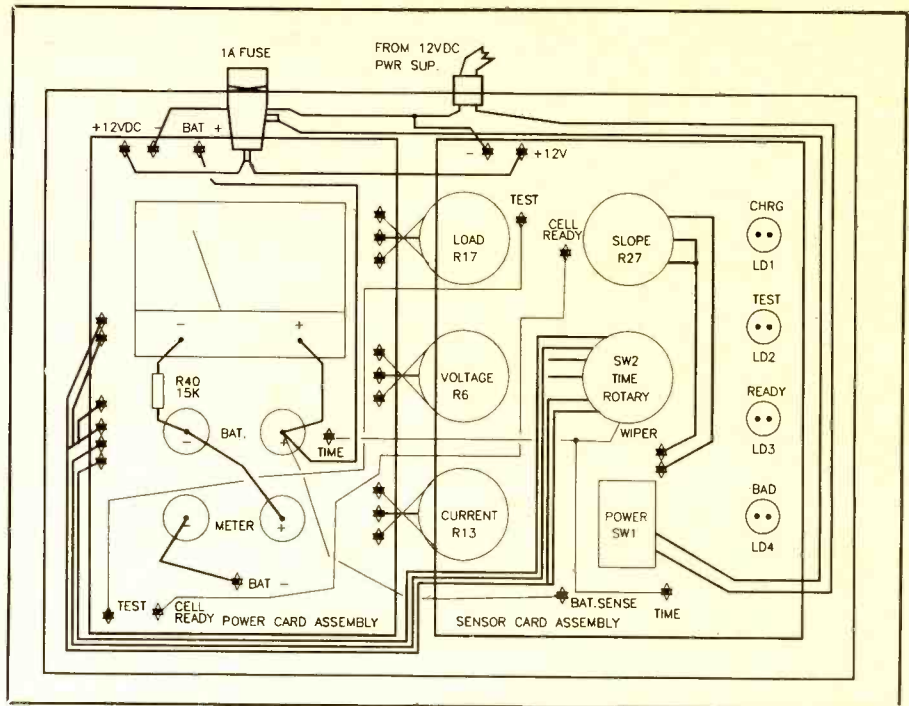 1A FUSE
FROM 12VDC
PWR SUP.
+12VDC - BAT +
- +12V
TEST
CELL
READY
LOAD
R17
SLOPE
R27
CHRG
LD1
- +
R40
15K
VOLTAGE
R6
SW2
TIME
ROTARY
TEST
LD2
BAT.
- +
TIME
WIPER
READY
LD3
METER
- +
CURRENT
R13
POWER
SW1
BAD
LD4
BAT -
TEST
CELL
READY
BAT.SENSE
TIME
POWER CARD ASSEMBLY
SENSOR CARD ASSEMBLY